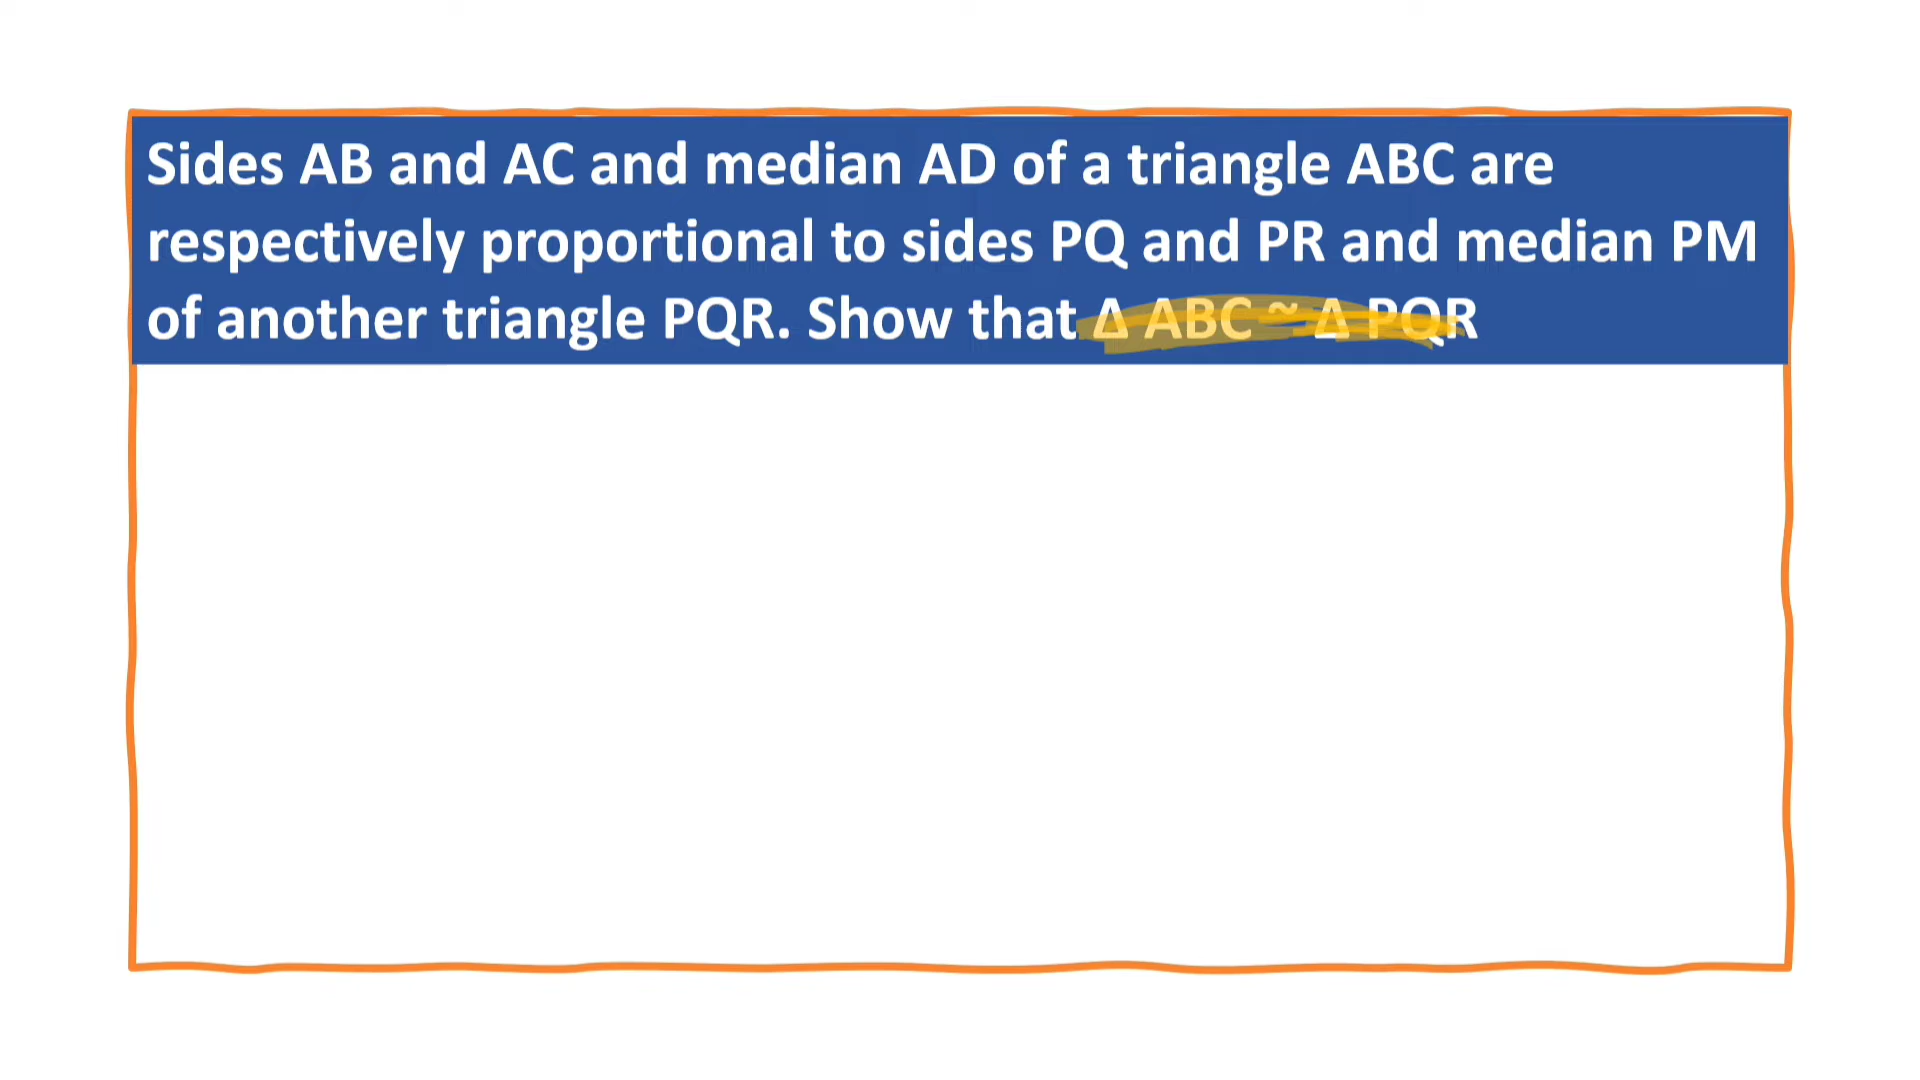 Sides AB and AC and median AD of a triangle ABC are
respectively proportional to sides PQ and PR and median PM
of another triangle PQR. Show that Δ ABC ~ Δ PQR